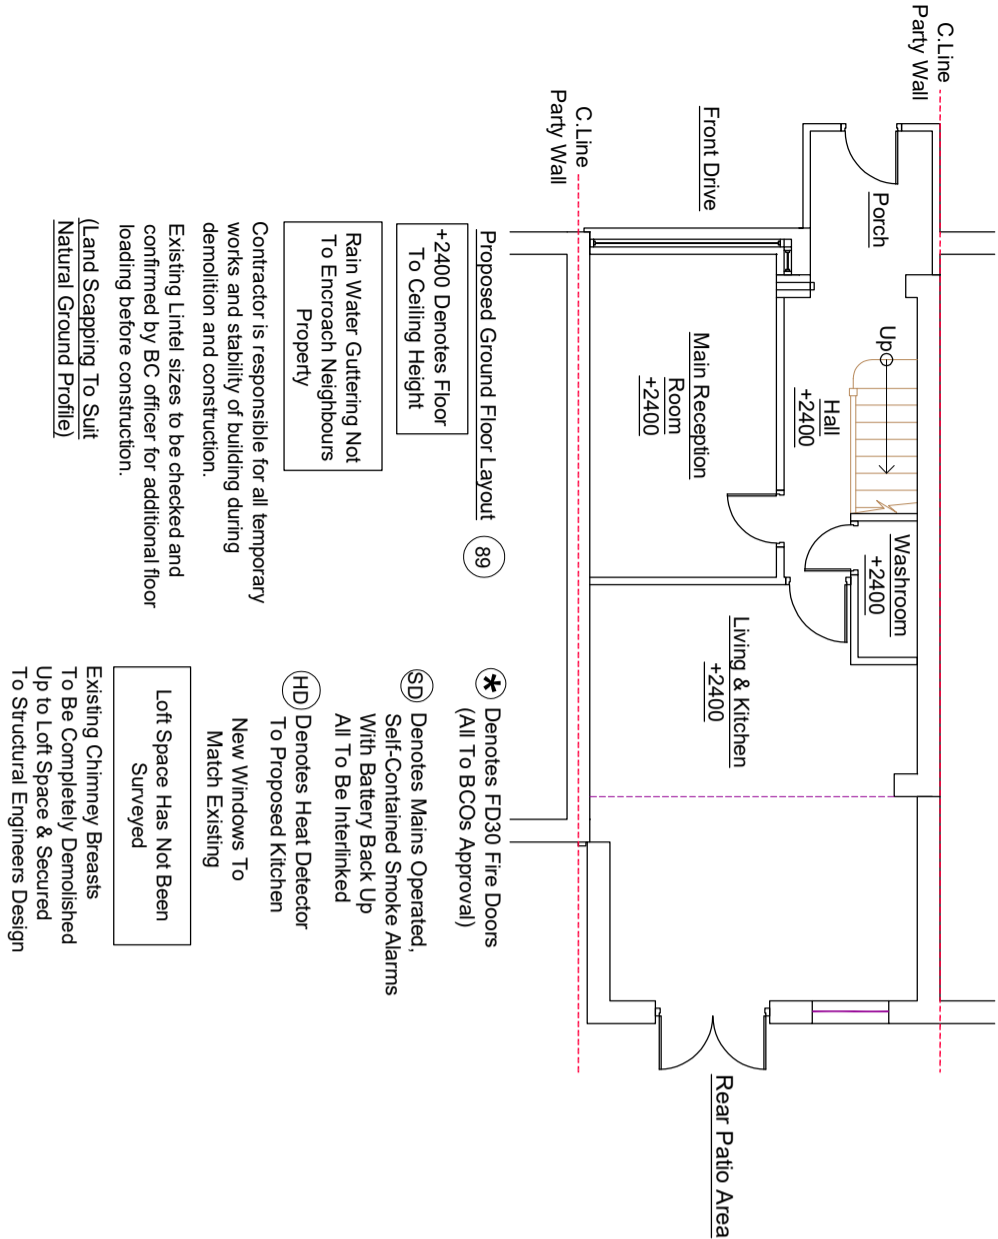 C.Line
Party Wall
Porch
Up
Hall
+2400
Washroom
+2400
Front Drive
Main Reception
Room
+2400
Living & Kitchen
+2400
Rear Patio Area
C.Line
Party Wall
Proposed Ground Floor Layout
89
+2400 Denotes Floor
To Ceiling Height
Rain Water Guttering Not
To Encroach Neighbours
Property
Contractor is responsible for all temporary
works and stability of building during
demolition and construction.
Existing Lintel sizes to be checked and
confirmed by BC officer for additional floor
loading before construction.
(Land Scapping To Suit
Natural Ground Profile)
* Denotes FD30 Fire Doors
(All To BCOs Approval)
SD Denotes Mains Operated,
Self-Contained Smoke Alarms
With Battery Back Up
All To Be Interlinked
HD Denotes Heat Detector
To Proposed Kitchen
New Windows To
Match Existing
Loft Space Has Not Been
Surveyed
Existing Chimney Breasts
To Be Completely Demolished
Up to Loft Space & Secured
To Structural Engineers Design